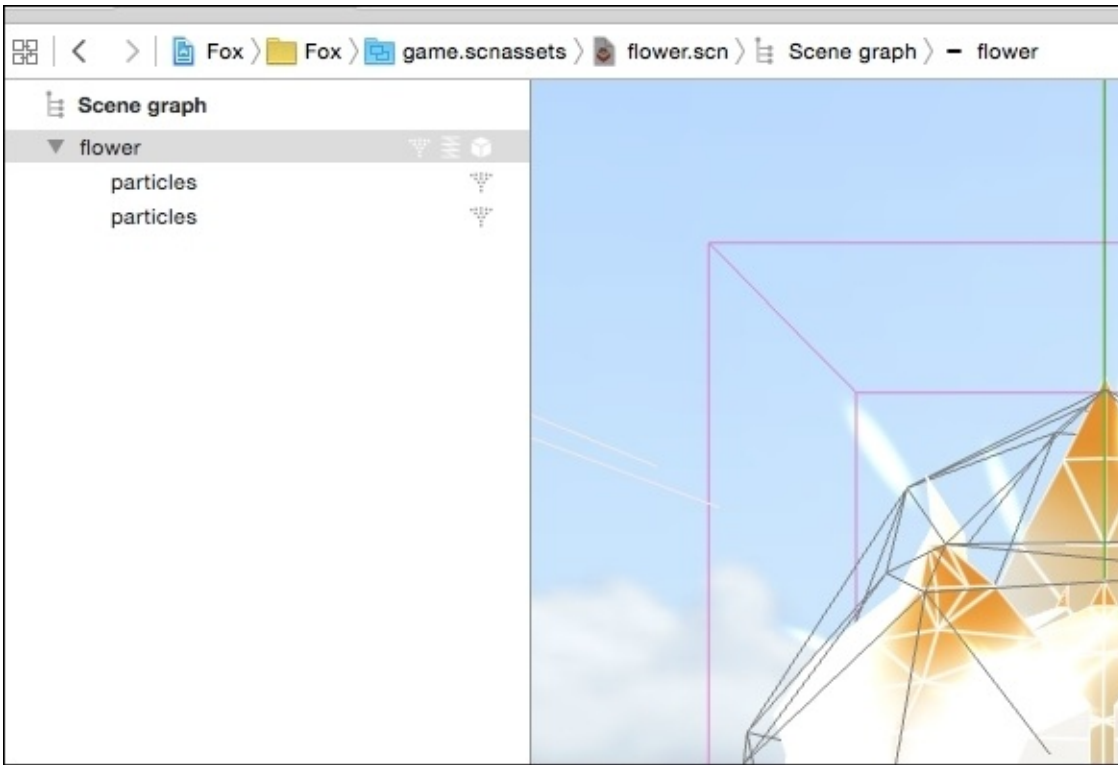 Fox Fox game.scnassets flower.scn Scene graph flower
Scene graph
flower
particles
particles